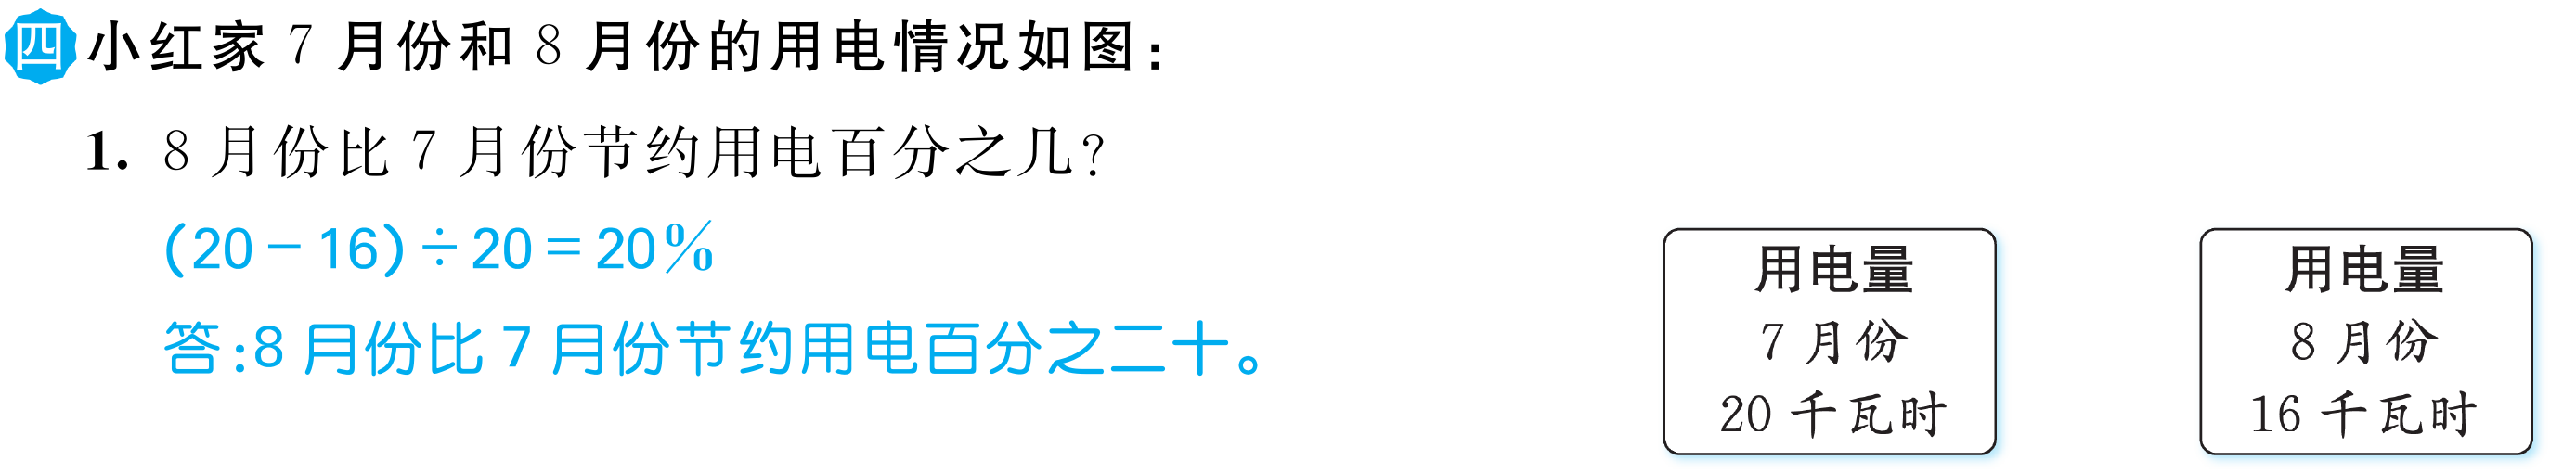 四 小红家 7 月份和 8 月份的用电情况如图：
1. 8 月份比 7 月份节约用电百分之几？
(20－16)÷20＝20%
答：8 月份比 7 月份节约用电百分之二十。
用电量
7 月份
20 千瓦时
用电量
8 月份
16 千瓦时